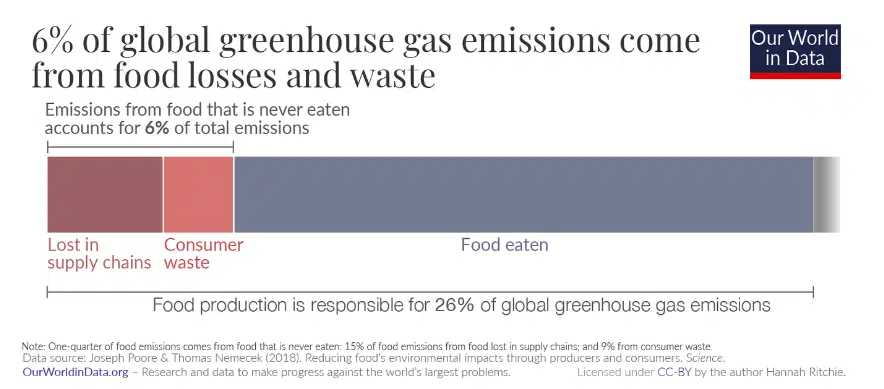 6% of global greenhouse gas emissions come
from food losses and waste
Our World
in Data
Emissions from food that is never eaten
accounts for 6% of total emissions
Lost in
supply chains
Consumer
waste
Food eaten
Food production is responsible for 26% of global greenhouse gas emissions
Note: One-quarter of food emissions comes from food that is never eaten: 15% of food emissions from food lost in supply chains; and 9% from consumer waste.
Data source: Joseph Poore & Thomas Nemecek (2018). Reducing food's environmental impacts through producers and consumers. Science.
OurWorldinData.org – Research and data to make progress against the world's largest problems.
Licensed under CC-BY by the author Hannah Ritchie.